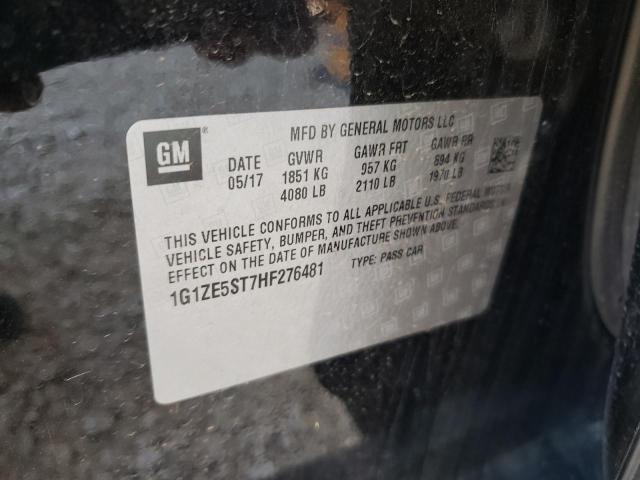 GM ®
MFD BY GENERAL MOTORS LLC
DATE GVWR GAWR FRT GAWR RR
05/17 1851 KG 957 KG 894 KG
4080 LB 2110 LB 1970 LB
THIS VEHICLE CONFORMS TO ALL APPLICABLE U.S. FEDERAL MOTOR
VEHICLE SAFETY, BUMPER, AND THEFT PREVENTION STANDARDS IN
EFFECT ON THE DATE OF MANUFACTURE SHOWN ABOVE.
1G1ZE5ST7HF276481 TYPE: PASS CAR